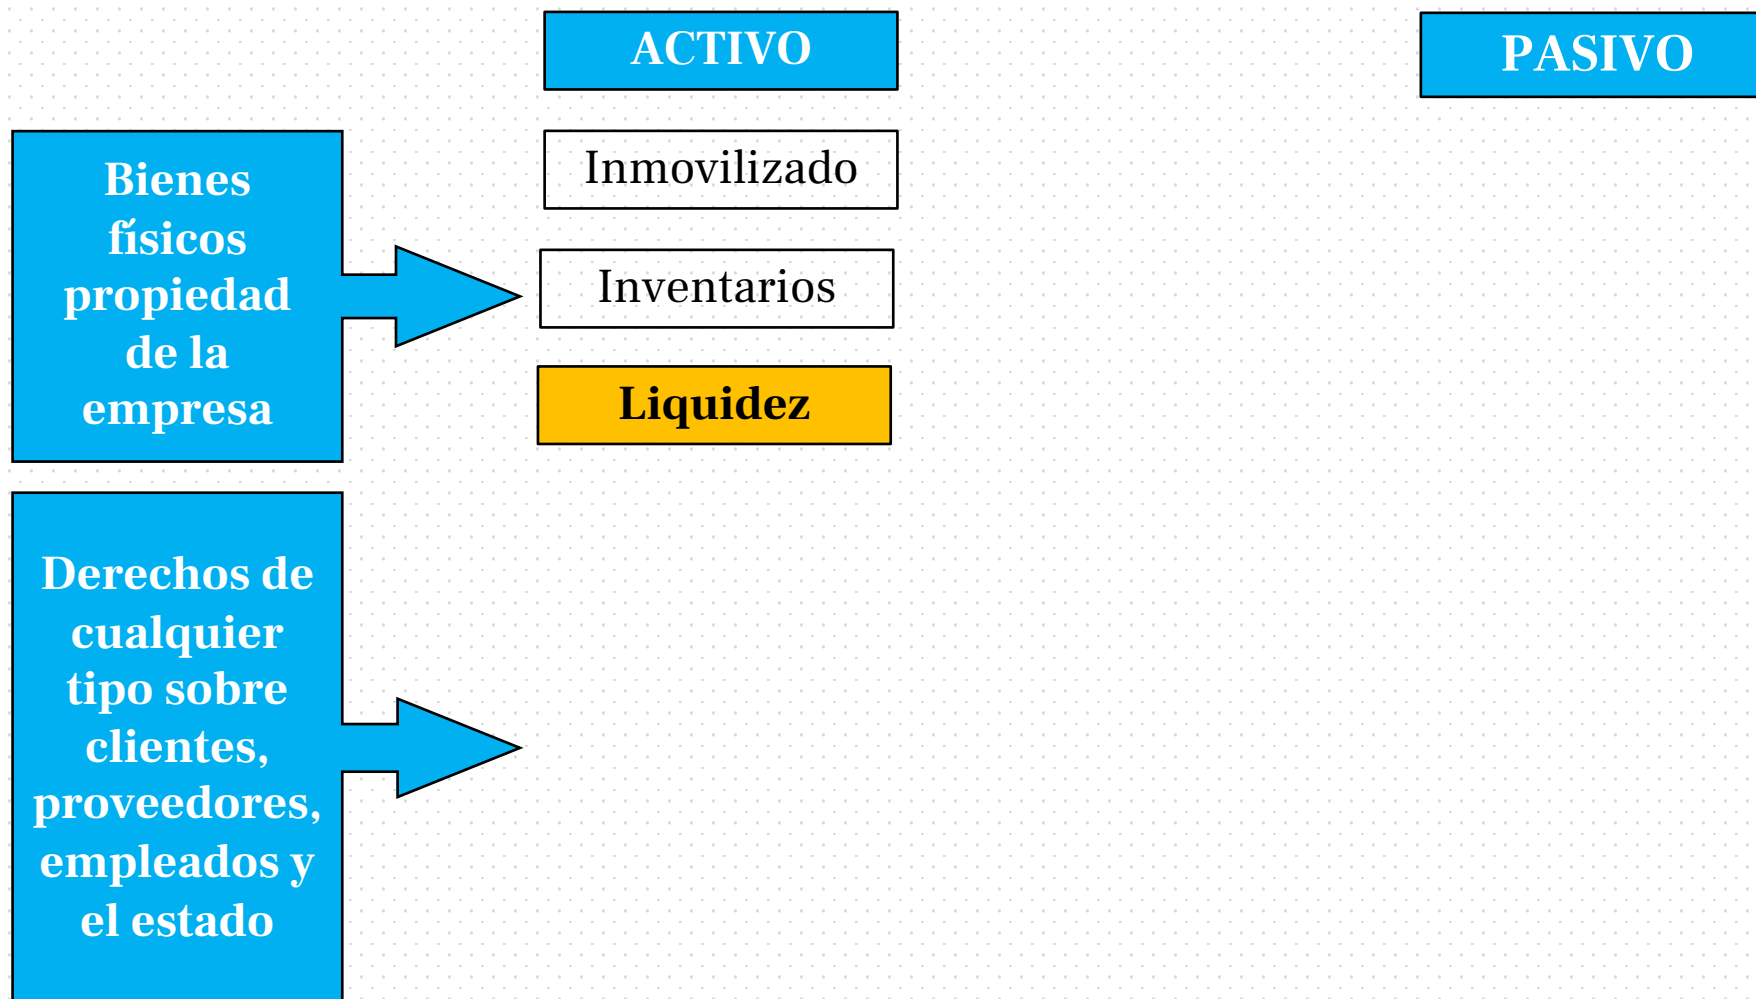 ACTIVO
PASIVO
Bienes
físicos
propiedad
de la
empresa
Inmovilizado
Inventarios
Liquidez
Derechos de
cualquier
tipo sobre
clientes,
proveedores,
empleados y
el estado